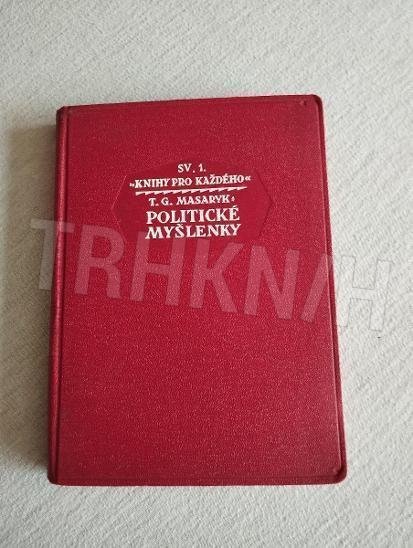 SV. 1.
„KNIHY PRO KAŽDÉHO“
T. G. MASARYK:
POLITICKÉ
MYŠLENKY
TRHKNIH